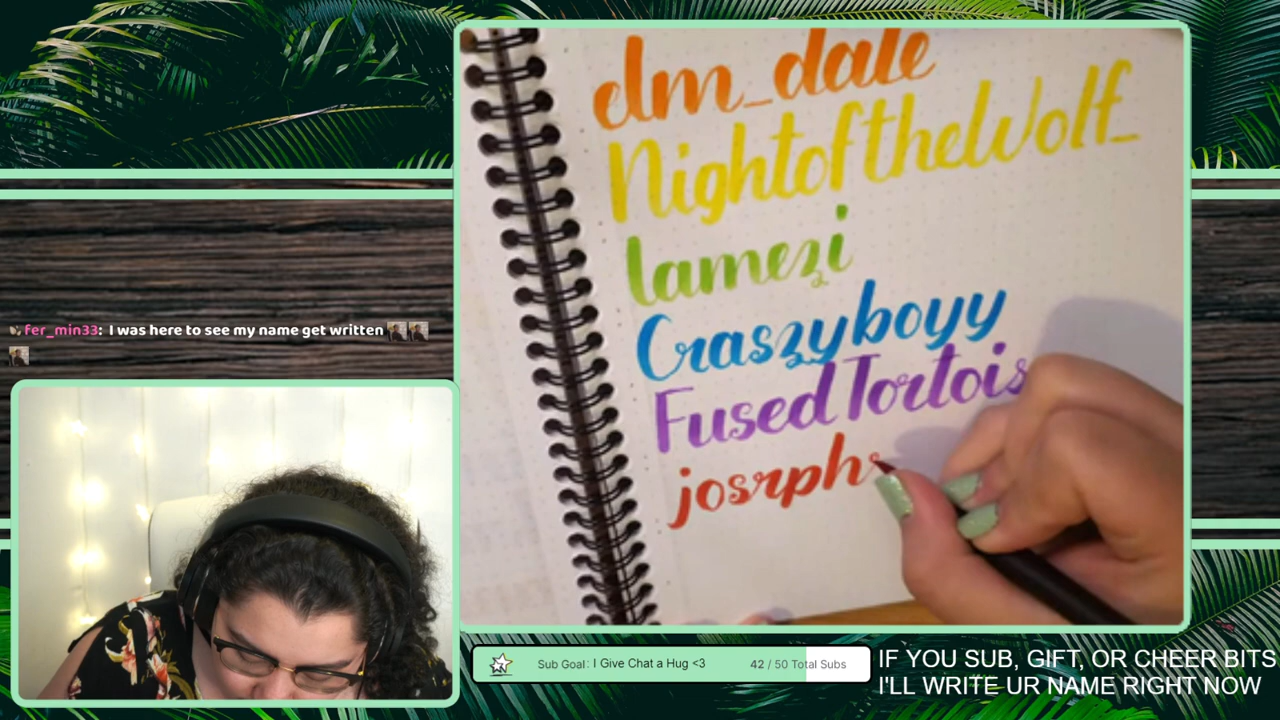 dm_dale
NightoftheWolf_
lamezi
Craszyboyy
FusedTortois
josrph
fer_min33: I was here to see my name get written
Sub Goal: I Give Chat a Hug <3 42 / 50 Total Subs
IF YOU SUB, GIFT, OR CHEER BITS
I'LL WRITE UR NAME RIGHT NOW